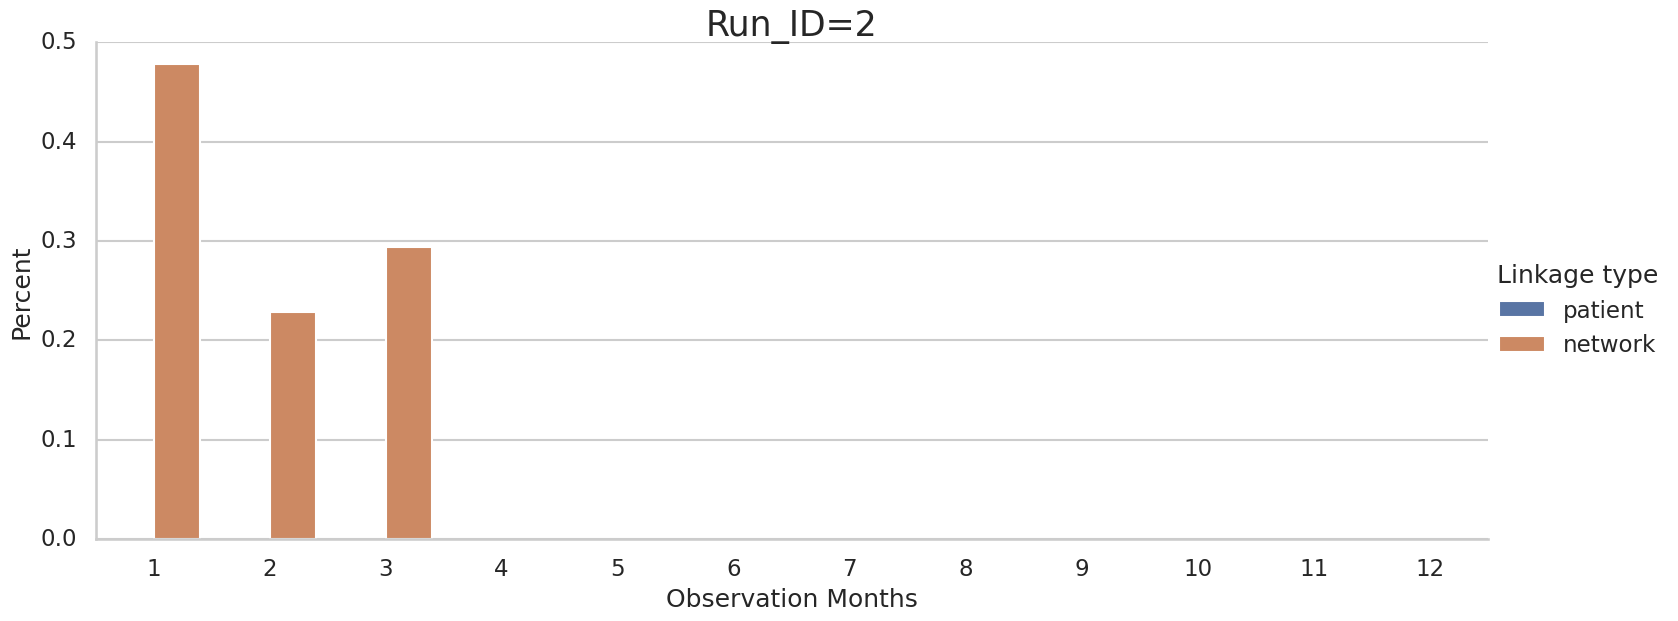 Run_ID=2
0.5
0.4
0.3
0.2
0.1
0.0
Percent
1 2 3 4 5 6 7 8 9 10 11 12
Observation Months
Linkage type
patient
network